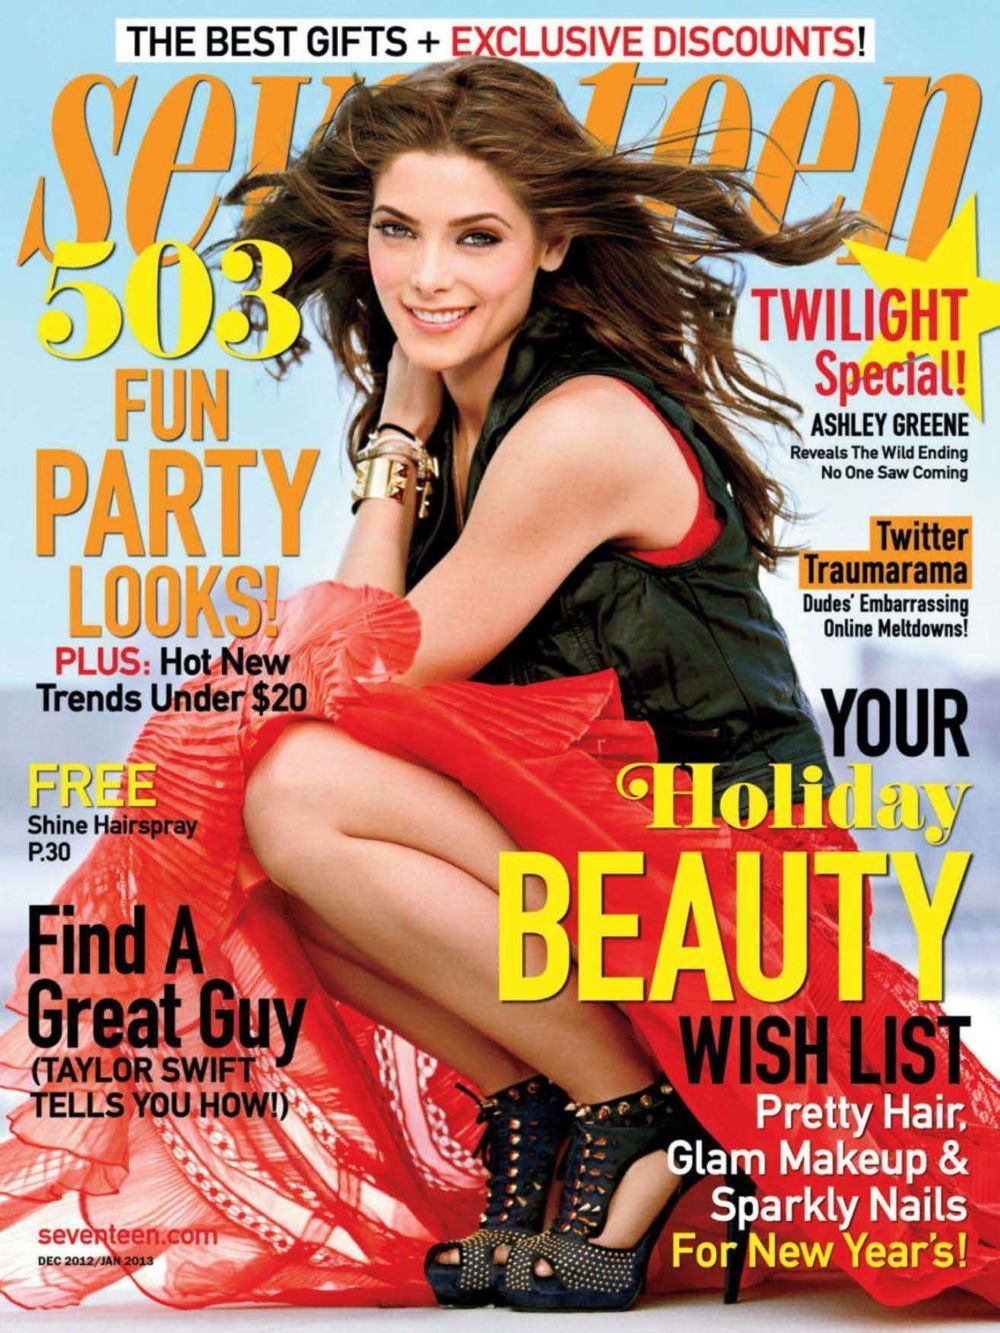 THE BEST GIFTS + EXCLUSIVE DISCOUNTS!
seventeen
503
FUN
PARTY
LOOKS!
PLUS: Hot New
Trends Under $20
FREE
Shine Hairspray
P.30
Find A
Great Guy
(TAYLOR SWIFT
TELLS YOU HOW!)
seventeen.com
DEC 2012/JAN 2013
TWILIGHT
Special!
ASHLEY GREENE
Reveals The Wild Ending
No One Saw Coming
Twitter
Traumarama
Dudes' Embarrassing
Online Meltdowns!
YOUR
Holiday
BEAUTY
WISH LIST
Pretty Hair,
Glam Makeup &
Sparkly Nails
For New Year's!